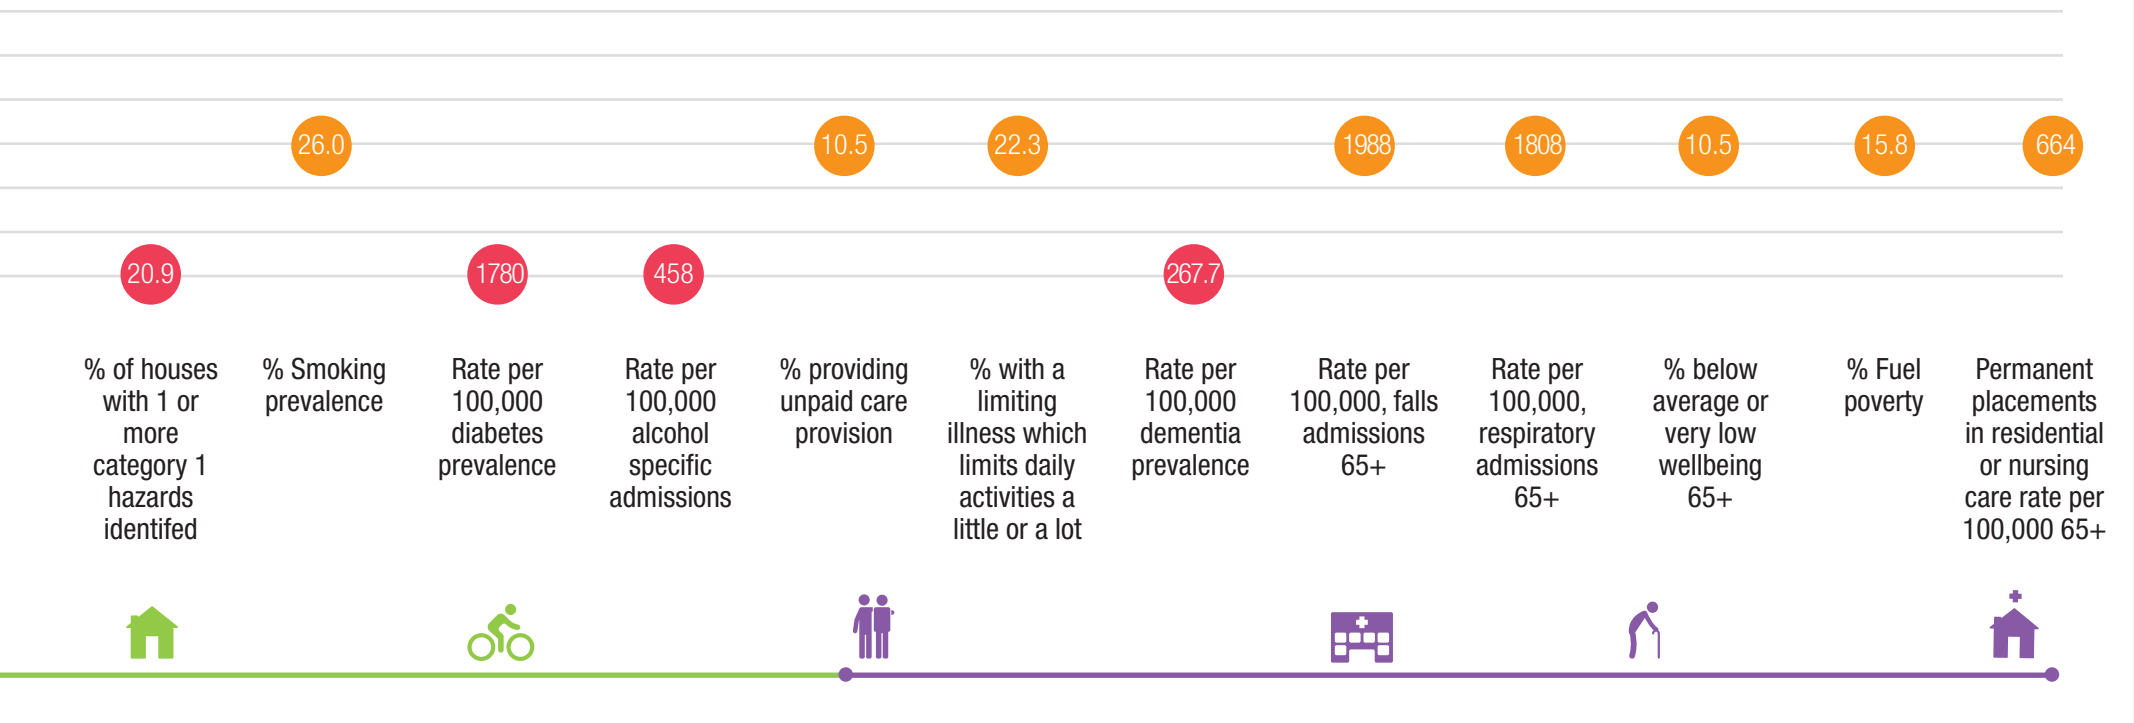 26.0
10.5
22.3
1988
1808
10.5
15.8
664
20.9
1780
458
267.7
% of houses
with 1 or
more
category 1
hazards
identifed
% Smoking
prevalence
Rate per
100,000
diabetes
prevalence
Rate per
100,000
alcohol
specific
admissions
% providing
unpaid care
provision
% with a
limiting
illness which
limits daily
activities a
little or a lot
Rate per
100,000
dementia
prevalence
Rate per
100,000, falls
admissions
65+
Rate per
100,000,
respiratory
admissions
65+
% below
average or
very low
wellbeing
65+
% Fuel
poverty
Permanent
placements
in residential
or nursing
care rate per
100,000 65+